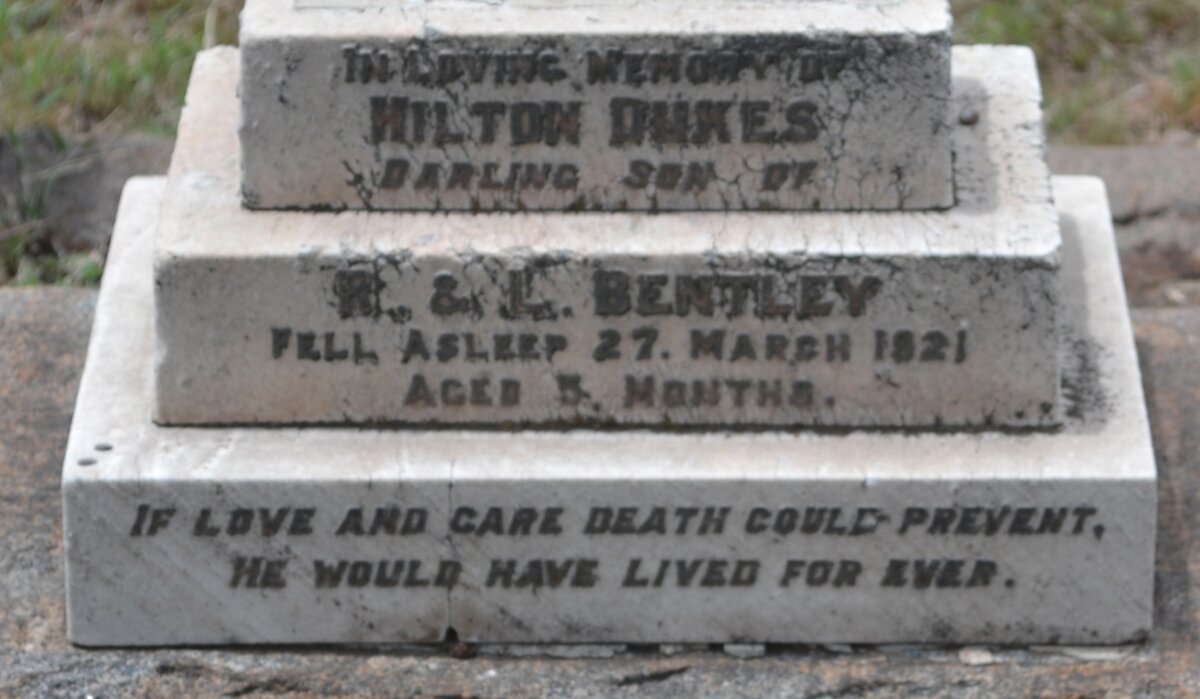 IN LOVING MEMORY OF
HILTON DUKES
DARLING SON OF
R. & L. BENTLEY
FELL ASLEEP 27. MARCH 1921
AGED 5. MONTHS.
IF LOVE AND CARE DEATH COULD PREVENT,
HE WOULD HAVE LIVED FOR EVER.